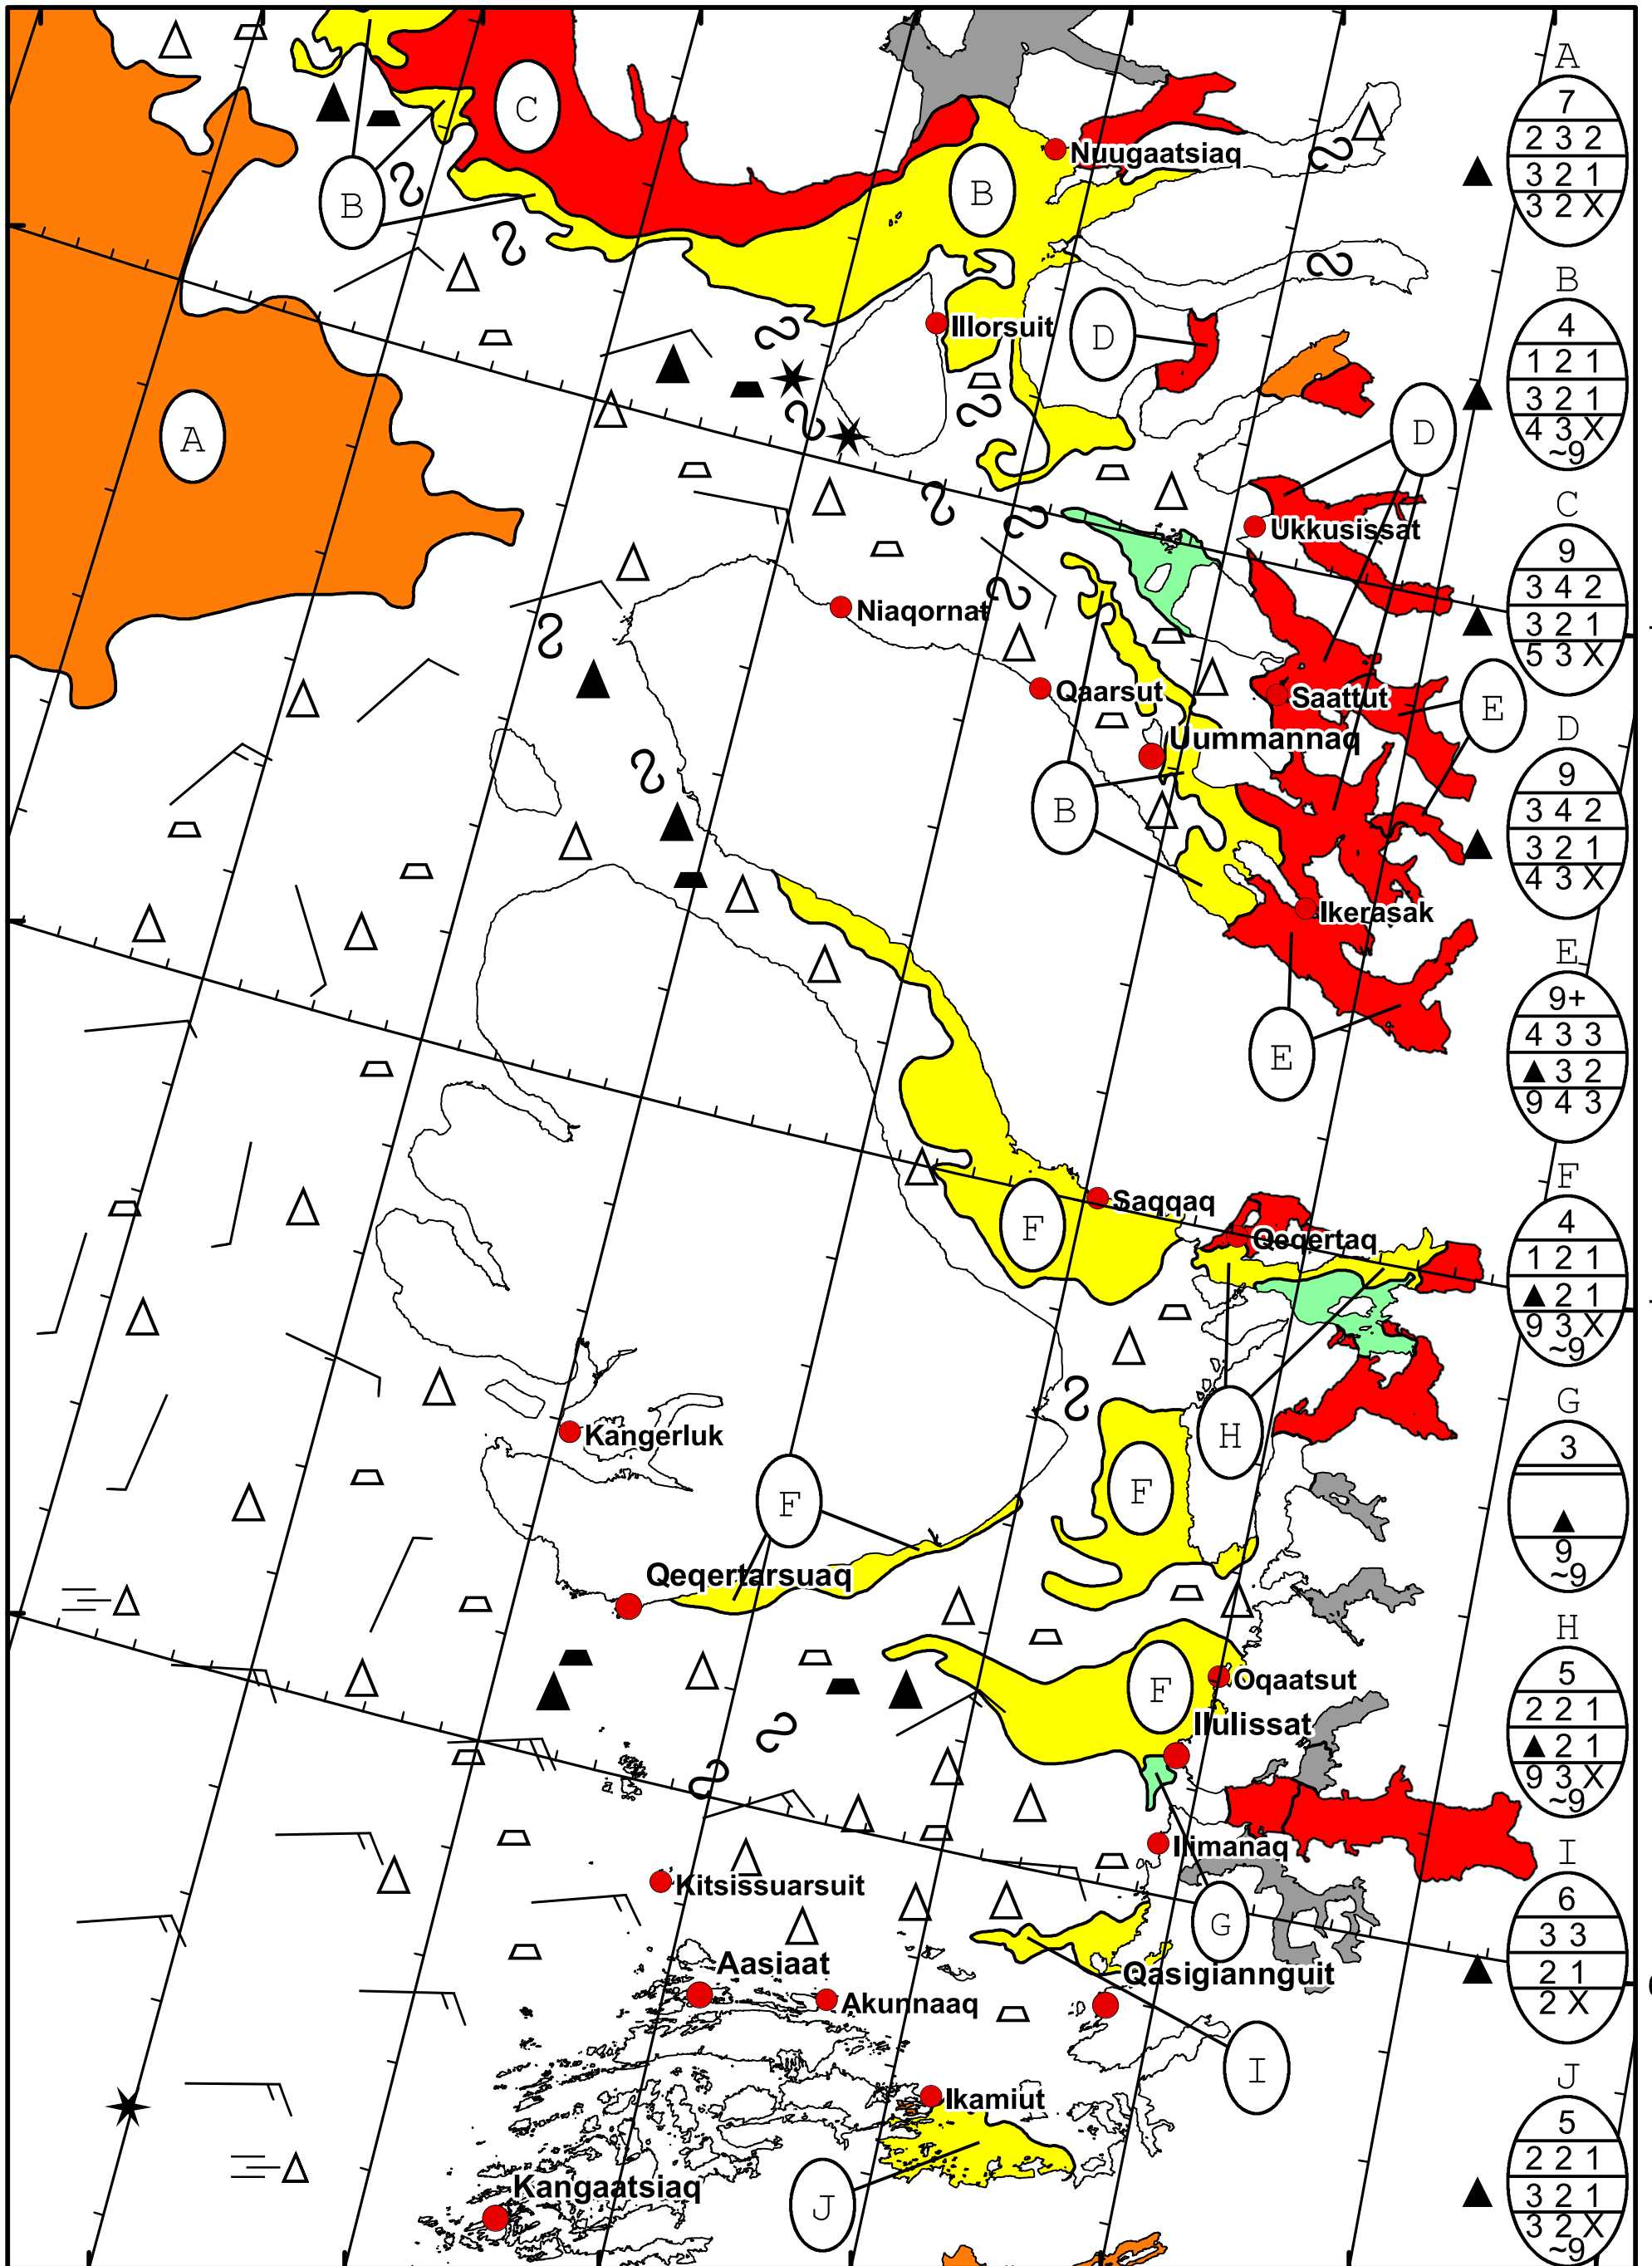 A
7
2 3 2
3 2 1
3 2 X
B
4
1 2 1
3 2 1
4 3 X
~9
C
9
3 4 2
3 2 1
5 3 X
D
9
3 4 2
3 2 1
4 3 X
E
9+
4 3 3
3 2
9 4 3
F
4
1 2 1
2 1
9 3 X
~9
G
3
9
~9
H
5
2 2 1
2 1
9 3 X
~9
I
6
3 3
2 1
2 X
J
5
2 2 1
3 2 1
3 2 X
~9
C
Nuugaatsiaq
B
B
Illorsuit
D
A
D
Ukkusissat
Niaqornat
Qaarsut
Saattut
E
Uummannaq
B
Ikerasak
E
Saqqaq
F
Qeqertaq
Kangerluk
H
F
F
Qeqertarsuaq
Oqaatsut
F
Ilulissat
Ilimanaq
Kitsissuarsuit
G
Aasiaat
Qasigiannguit
Akunnaaq
I
Ikamiut
Kangaatsiaq
J